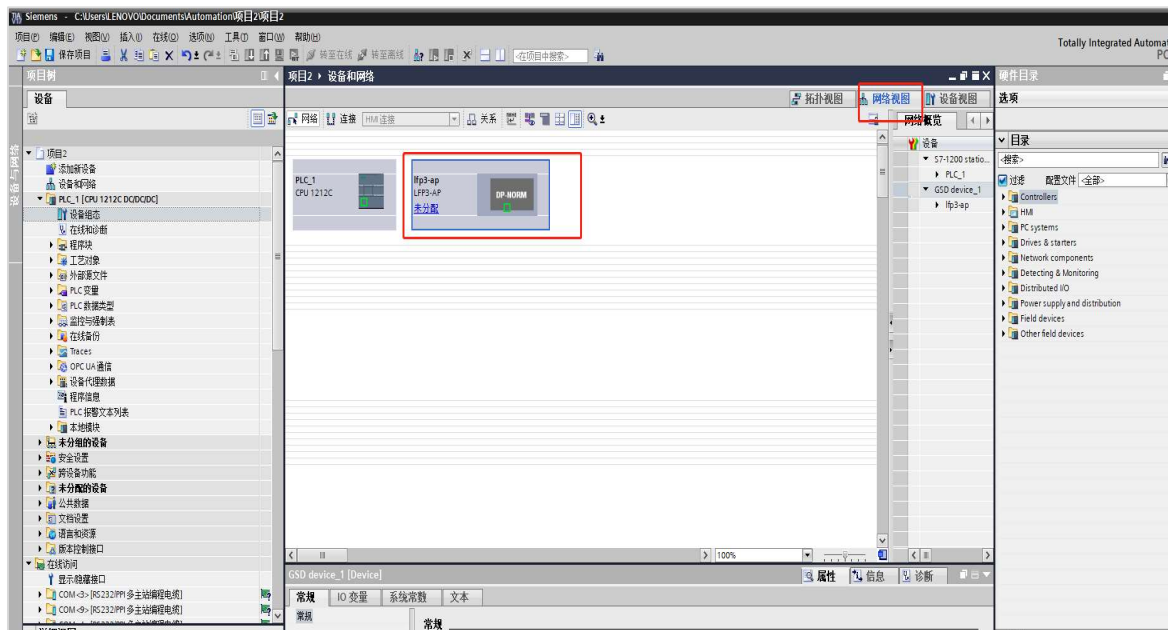 Siemens - C:\Users\LENOVO\Documents\Automation\项目2\项目2
项目(P) 编辑(E) 视图(V) 插入(I) 在线(O) 选项(N) 工具(T) 窗口(W) 帮助(H)
保存项目 转至在线 转至离线 <在项目中搜索>
Totally Integrated Automat
PO
项目树
设备
设备与网络
项目2
添加新设备
设备和网络
PLC_1 [CPU 1212C DC/DC/DC]
设备组态
在线和诊断
程序块
工艺对象
外部源文件
PLC 变量
PLC 数据类型
监控与强制表
在线备份
Traces
OPC UA 通信
设备代理数据
程序信息
PLC 报警文本列表
本地模块
未分组的设备
安全设置
跨设备功能
未分配的设备
公共数据
文档设置
语言和资源
版本控制接口
在线访问
显示/隐藏接口
COM <3> [RS232/PPI 多主站编程电缆]
COM <9> [RS232/PPI 多主站编程电缆]
项目2 设备和网络
拓扑视图 网络视图 设备视图
网络 连接 HMI 连接 关系
PLC_1
CPU 1212C
lfp3-ap
LFP3-AP
未分配
DP-NORM
100%
网络概览
设备
S7-1200 statio...
PLC_1
GSD device_1
lfp3-ap
GSD device_1 [Device]
属性 信息 诊断
常规 IO 变量 系统常数 文本
常规
常规
硬件目录
选项
目录
<搜索>
过滤 配置文件 <全部>
Controllers
HMI
PC systems
Drives & starters
Network components
Detecting & Monitoring
Distributed I/O
Power supply and distribution
Field devices
Other field devices